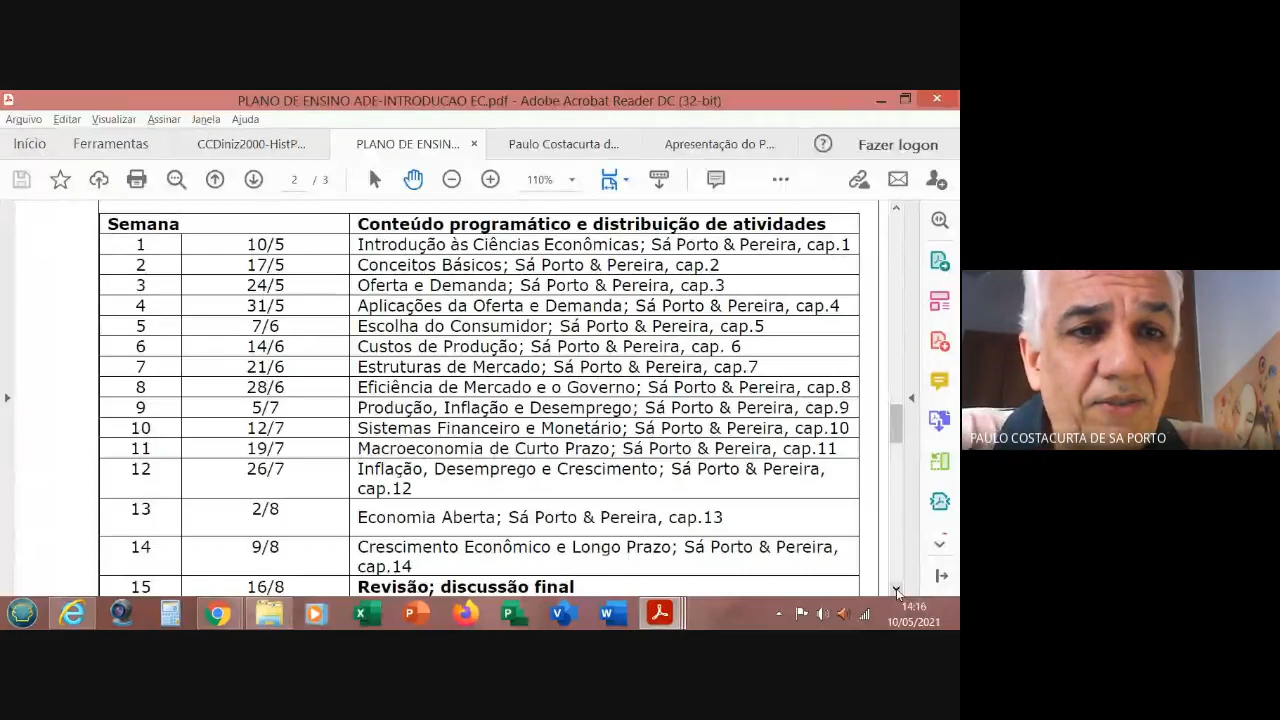 PLANO DE ENSINO ADE-INTRODUCAO EC.pdf - Adobe Acrobat Reader DC (32-bit)
Arquivo Editar Visualizar Assinar Janela Ajuda
Início Ferramentas CCDiniz2000-HistP... PLANO DE ENSIN... × Paulo Costacurta d... Apresentação do P... ? Fazer logon
2 / 3 110%
Semana Conteúdo programático e distribuição de atividades
1 10/5 Introdução às Ciências Econômicas; Sá Porto & Pereira, cap.1
2 17/5 Conceitos Básicos; Sá Porto & Pereira, cap.2
3 24/5 Oferta e Demanda; Sá Porto & Pereira, cap.3
4 31/5 Aplicações da Oferta e Demanda; Sá Porto & Pereira, cap.4
5 7/6 Escolha do Consumidor; Sá Porto & Pereira, cap.5
6 14/6 Custos de Produção; Sá Porto & Pereira, cap. 6
7 21/6 Estruturas de Mercado; Sá Porto & Pereira, cap.7
8 28/6 Eficiência de Mercado e o Governo; Sá Porto & Pereira, cap.8
9 5/7 Produção, Inflação e Desemprego; Sá Porto & Pereira, cap.9
10 12/7 Sistemas Financeiro e Monetário; Sá Porto & Pereira, cap.10
11 19/7 Macroeconomia de Curto Prazo; Sá Porto & Pereira, cap.11
12 26/7 Inflação, Desemprego e Crescimento; Sá Porto & Pereira,
cap.12
13 2/8 Economia Aberta; Sá Porto & Pereira, cap.13
14 9/8 Crescimento Econômico e Longo Prazo; Sá Porto & Pereira,
cap.14
15 16/8 Revisão; discussão final
14:16
10/05/2021
PAULO COSTACURTA DE SA PORTO